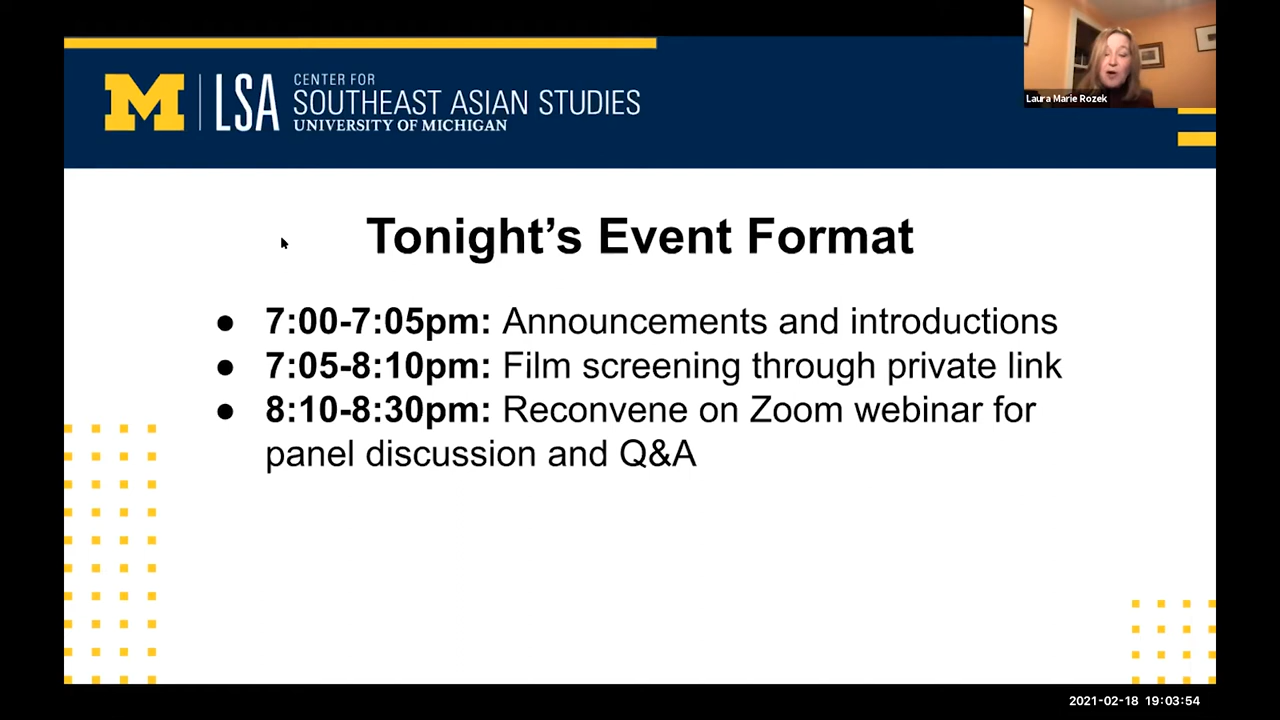 M LSA CENTER FOR
SOUTHEAST ASIAN STUDIES
UNIVERSITY OF MICHIGAN
Laura Marie Rozek
Tonight’s Event Format
● 7:00-7:05pm: Announcements and introductions
● 7:05-8:10pm: Film screening through private link
● 8:10-8:30pm: Reconvene on Zoom webinar for
panel discussion and Q&A
2021-02-18 19:03:54